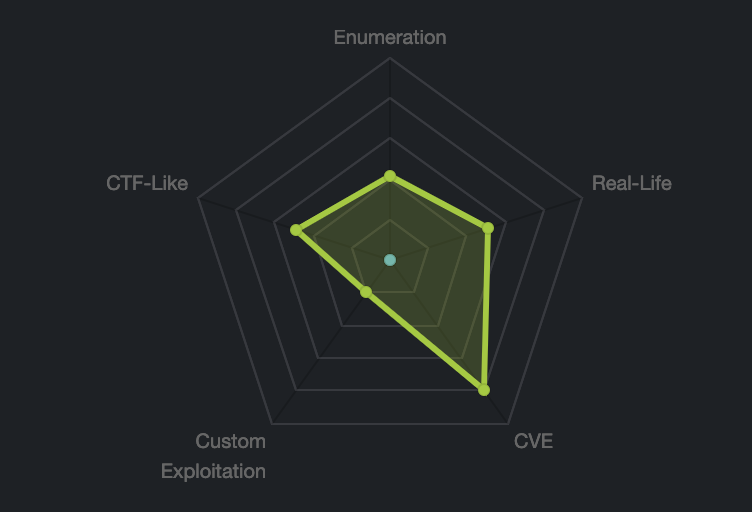 Enumeration
CTF-Like
Real-Life
Custom
Exploitation
CVE